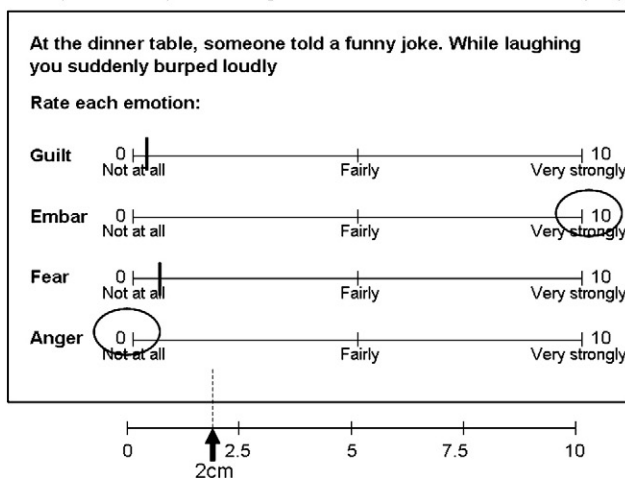 At the dinner table, someone told a funny joke. While laughing
you suddenly burped loudly
Rate each emotion:
Guilt 0 10
Not at all Fairly Very strongly
Embar 0 10
Not at all Fairly Very strongly
Fear 0 10
Not at all Fairly Very strongly
Anger 0 10
Not at all Fairly Very strongly
0 2.5 5 7.5 10
2cm